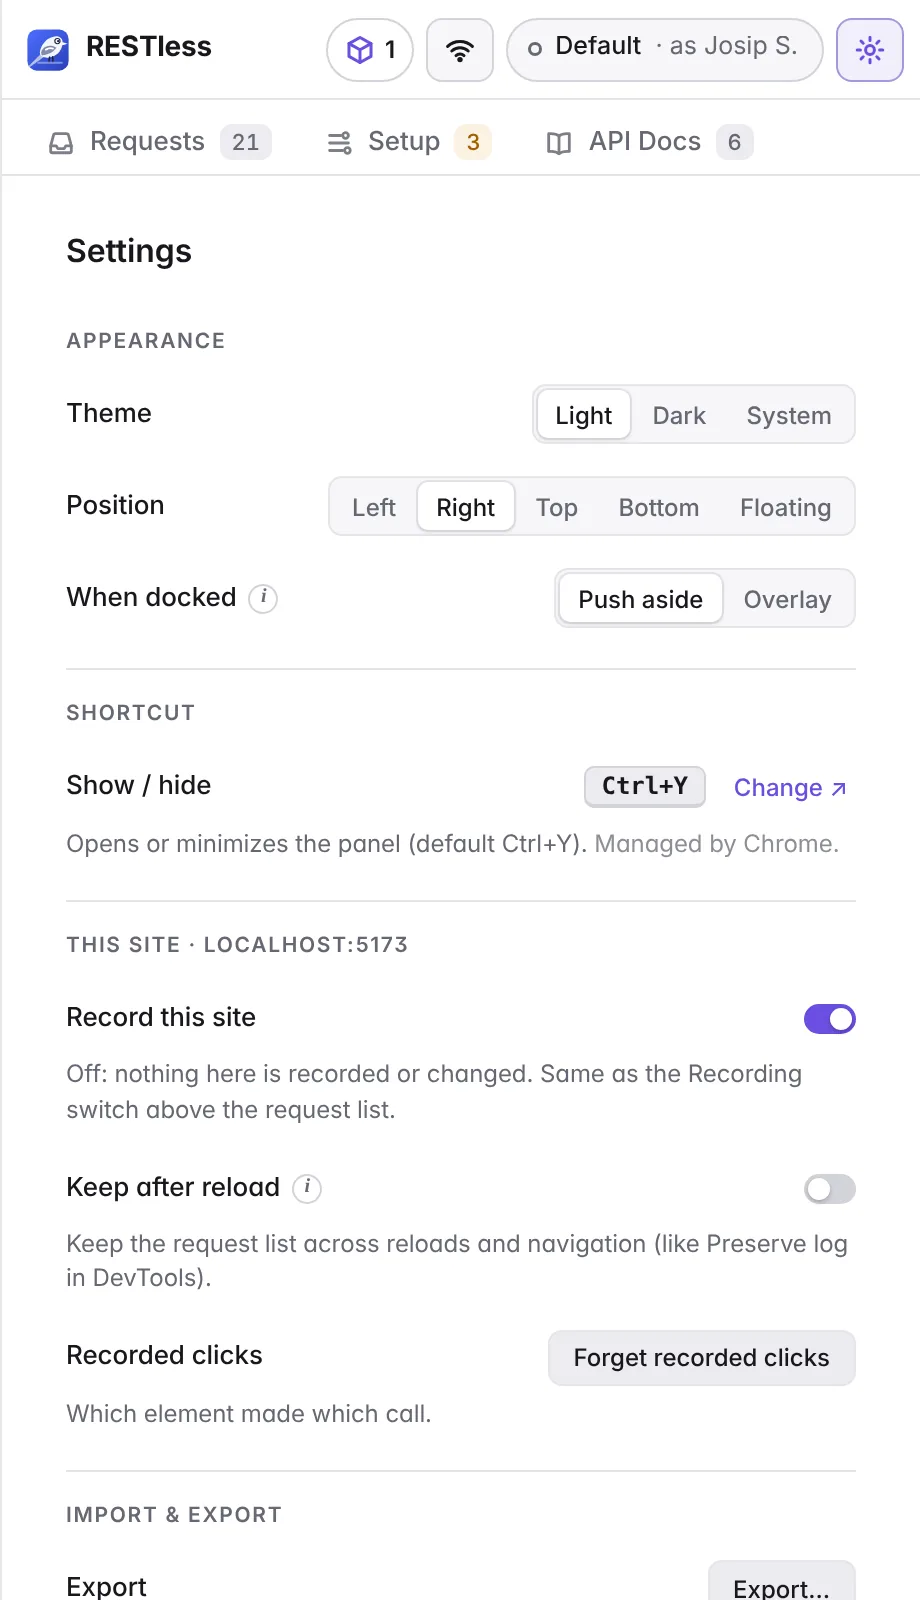 RESTless
1
Default · as Josip S.
Requests 21
Setup 3
API Docs 6
Settings
APPEARANCE
Theme
Light Dark System
Position
Left Right Top Bottom Floating
When docked i
Push aside Overlay
SHORTCUT
Show / hide
Ctrl+Y Change ↗
Opens or minimizes the panel (default Ctrl+Y). Managed by Chrome.
THIS SITE · LOCALHOST:5173
Record this site
Off: nothing here is recorded or changed. Same as the Recording
switch above the request list.
Keep after reload i
Keep the request list across reloads and navigation (like Preserve log
in DevTools).
Recorded clicks
Forget recorded clicks
Which element made which call.
IMPORT & EXPORT
Export
Export...